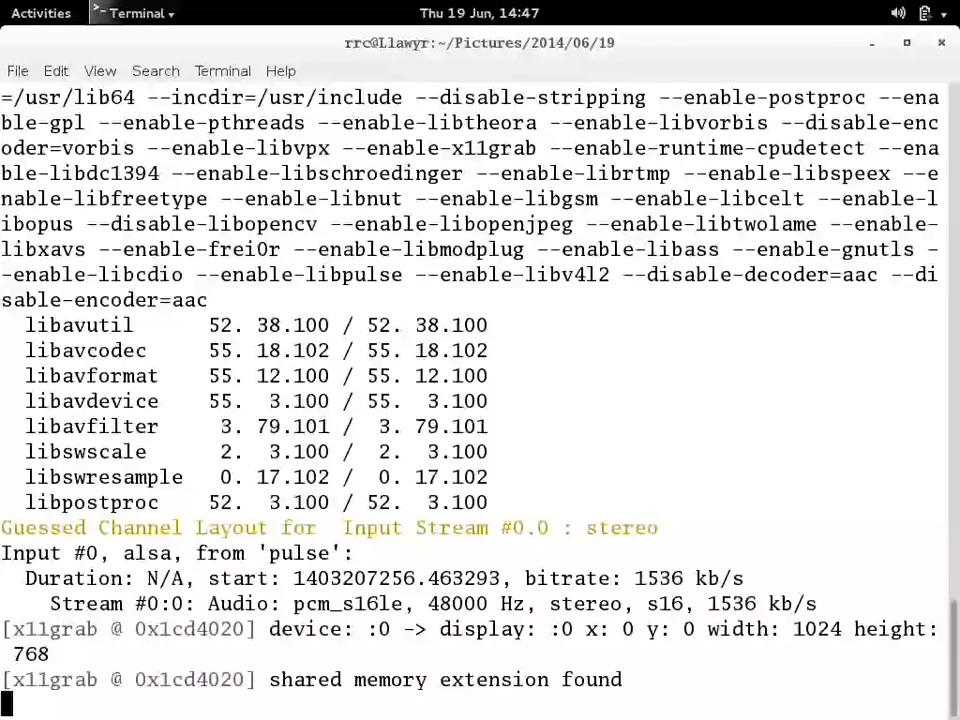 Activities Terminal Thu 19 Jun, 14:47
rrc@Llawyr:~/Pictures/2014/06/19
File Edit View Search Terminal Help
=/usr/lib64 --incdir=/usr/include --disable-stripping --enable-postproc --ena
ble-gpl --enable-pthreads --enable-libtheora --enable-libvorbis --disable-enc
oder=vorbis --enable-libvpx --enable-x11grab --enable-runtime-cpudetect --ena
ble-libdc1394 --enable-libschroedinger --enable-librtmp --enable-libspeex --e
nable-libfreetype --enable-libnut --enable-libgsm --enable-libcelt --enable-l
ibopus --disable-libopencv --enable-libopenjpeg --enable-libtwolame --enable-
libxavs --enable-frei0r --enable-libmodplug --enable-libass --enable-gnutls -
-enable-libcdio --enable-libpulse --enable-libv4l2 --disable-decoder=aac --di
sable-encoder=aac
libavutil 52. 38.100 / 52. 38.100
libavcodec 55. 18.102 / 55. 18.102
libavformat 55. 12.100 / 55. 12.100
libavdevice 55. 3.100 / 55. 3.100
libavfilter 3. 79.101 / 3. 79.101
libswscale 2. 3.100 / 2. 3.100
libswresample 0. 17.102 / 0. 17.102
libpostproc 52. 3.100 / 52. 3.100
Guessed Channel Layout for Input Stream #0.0 : stereo
Input #0, alsa, from 'pulse':
Duration: N/A, start: 1403207256.463293, bitrate: 1536 kb/s
Stream #0:0: Audio: pcm_s16le, 48000 Hz, stereo, s16, 1536 kb/s
[x11grab @ 0x1cd4020] device: :0 -> display: :0 x: 0 y: 0 width: 1024 height:
768
[x11grab @ 0x1cd4020] shared memory extension found